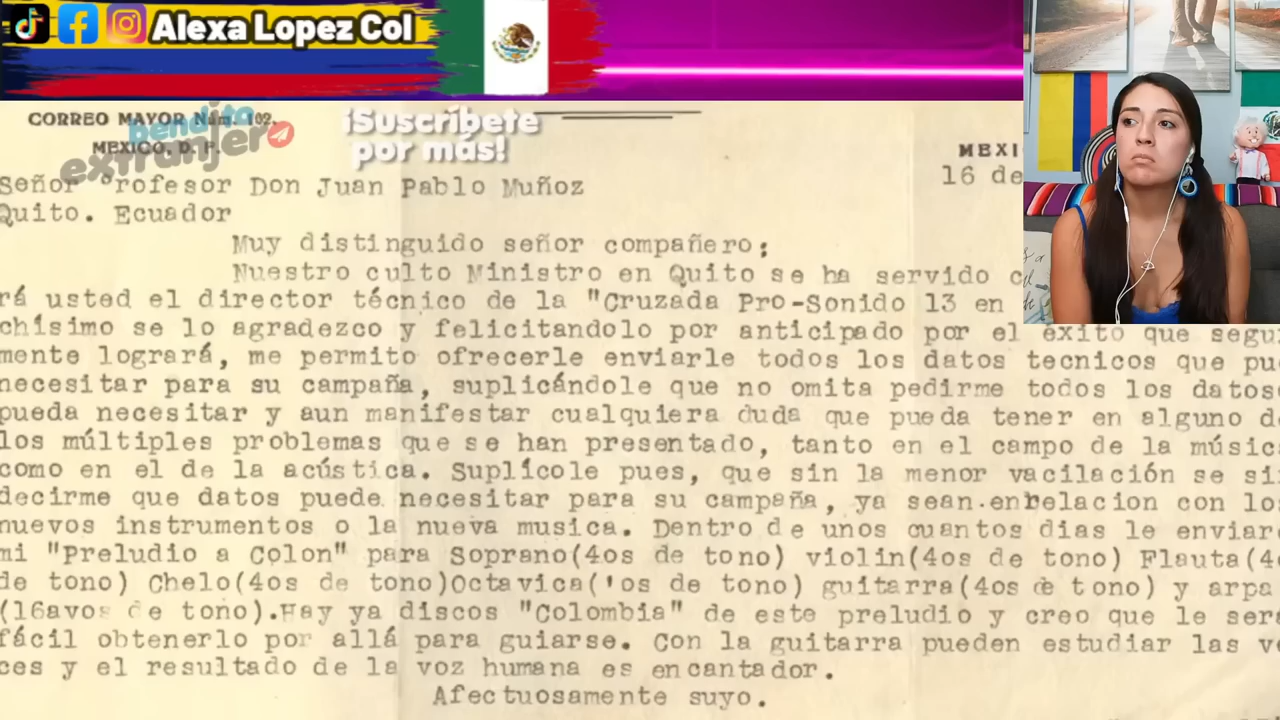 Alexa Lopez Col
CORREO MAYOR Núm. 102.
bendito
extranjero
¡Suscríbete
por más!
MEXICO, D. F.
MEXI
16 de
Señor Profesor Don Juan Pablo Muñoz
Quito. Ecuador
Muy distinguido señor compañero;
Nuestro culto Ministro en Quito se ha servido c
rá usted el director técnico de la "Cruzada Pro-Sonido 13 en
chísimo se lo agradezco y felicitandolo por anticipado por el exito que segu
mente logrará, me permito ofrecerle enviarle todos los datos tecnicos que pu
necesitar para su campaña, suplicándole que no omita pedirme todos los datos
pueda necesitar y aun manifestar cualquiera duda que pueda tener en alguno d
los múltiples problemas que se han presentado, tanto en el campo de la músic
como en el de la acústica. Suplícole pues, que sin la menor vacilación se si
decirme que datos puede necesitar para su campaña, ya sean.enrelacion con lo
nuevos instrumentos o la nueva musica. Dentro de unos cuantos dias le enviar
mi "Preludio a Colon" para Soprano(4os de tono) violin(4os de tono) Flauta(4
de tono) Chelo(4os de tono)Octavica('os de tono) guitarra(4os de tono) y arpa
(16avos de tono).Hay ya discos "Colombia" de este preludio y creo que le ser
fácil obtenerlo por allá para guiarse. Con la guitarra pueden estudiar las v
ces y el resultado de la voz humana es encantador.
Afectuosamente suyo.